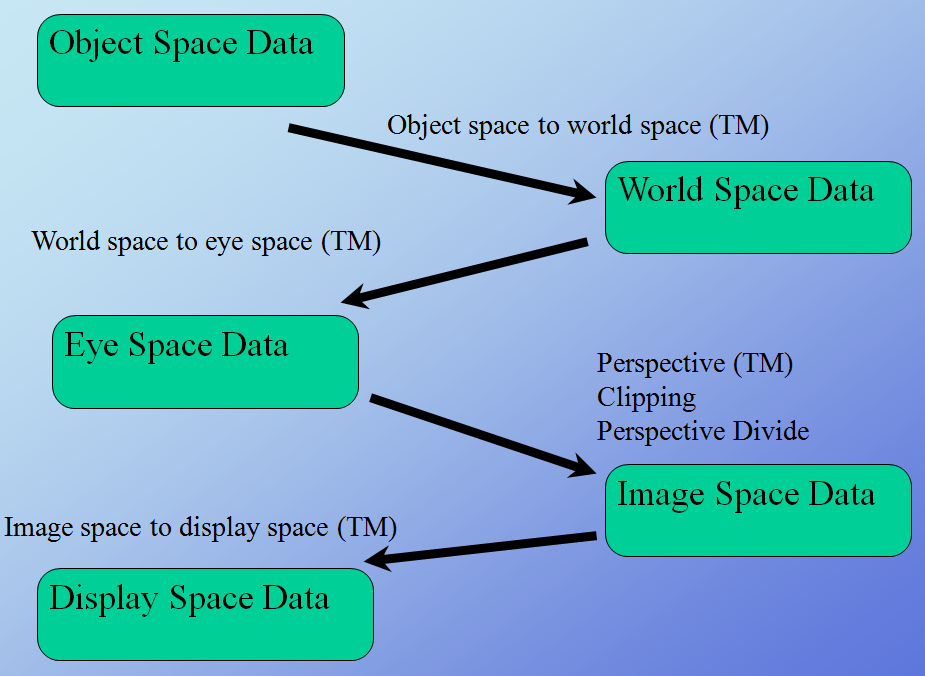 Object Space Data
Object space to world space (TM)
World Space Data
World space to eye space (TM)
Eye Space Data
Perspective (TM)
Clipping
Perspective Divide
Image Space Data
Image space to display space (TM)
Display Space Data